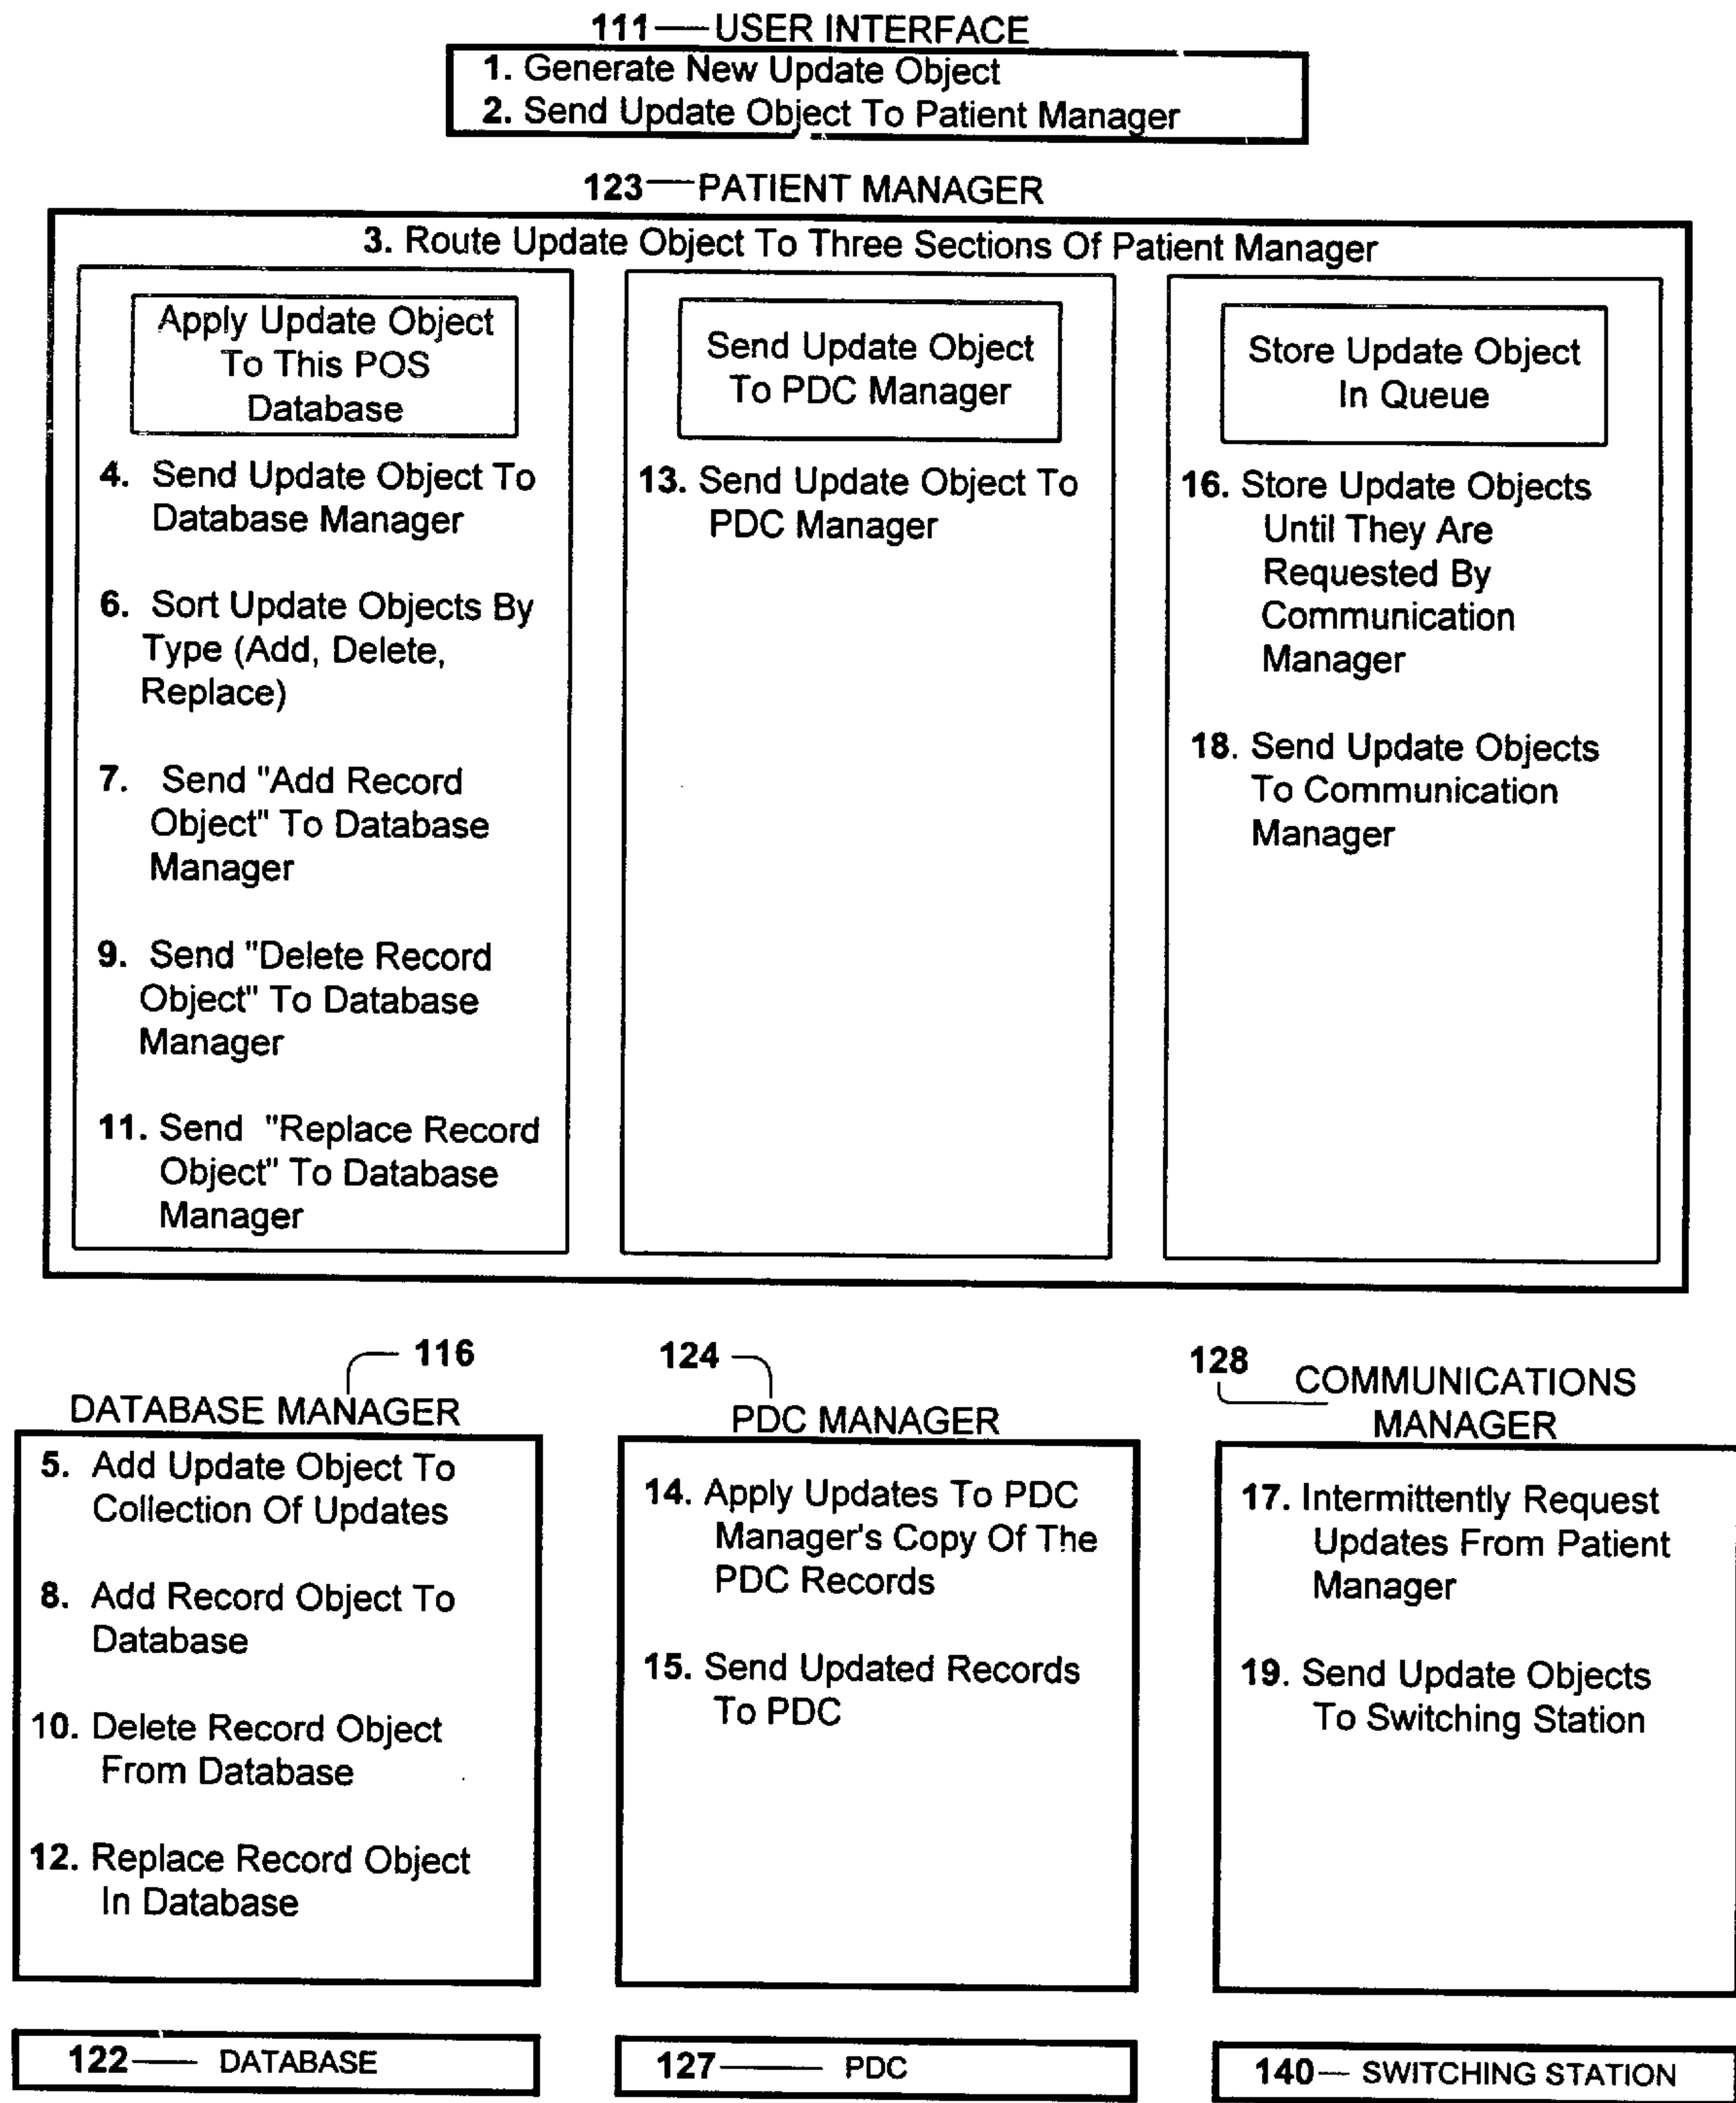 111 USER INTERFACE
1. Generate New Update Object
2. Send Update Object To Patient Manager
123 PATIENT MANAGER
3. Route Update Object To Three Sections Of Patient Manager
Apply Update Object
To This POS
Database
4. Send Update Object To
Database Manager
6. Sort Update Objects By
Type (Add, Delete,
Replace)
7. Send "Add Record
Object" To Database
Manager
9. Send "Delete Record
Object" To Database
Manager
11. Send "Replace Record
Object" To Database
Manager
Send Update Object
To PDC Manager
13. Send Update Object To
PDC Manager
Store Update Object
In Queue
16. Store Update Objects
Until They Are
Requested By
Communication
Manager
18. Send Update Objects
To Communication
Manager
116
DATABASE MANAGER
5. Add Update Object To
Collection Of Updates
8. Add Record Object To
Database
10. Delete Record Object
From Database
12. Replace Record Object
In Database
124
PDC MANAGER
14. Apply Updates To PDC
Manager's Copy Of The
PDC Records
15. Send Updated Records
To PDC
128
COMMUNICATIONS
MANAGER
17. Intermittently Request
Updates From Patient
Manager
19. Send Update Objects
To Switching Station
122 DATABASE
127 PDC
140 SWITCHING STATION